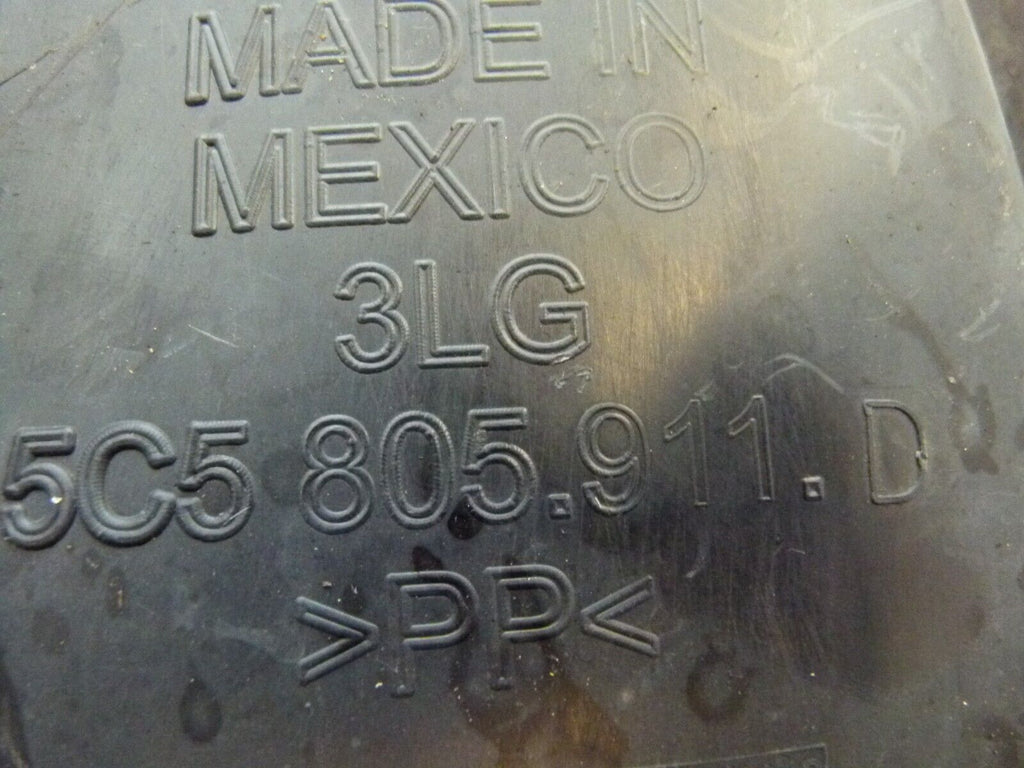 MADE IN
MEXICO
3LG
5C5 805.911.D
>PP<